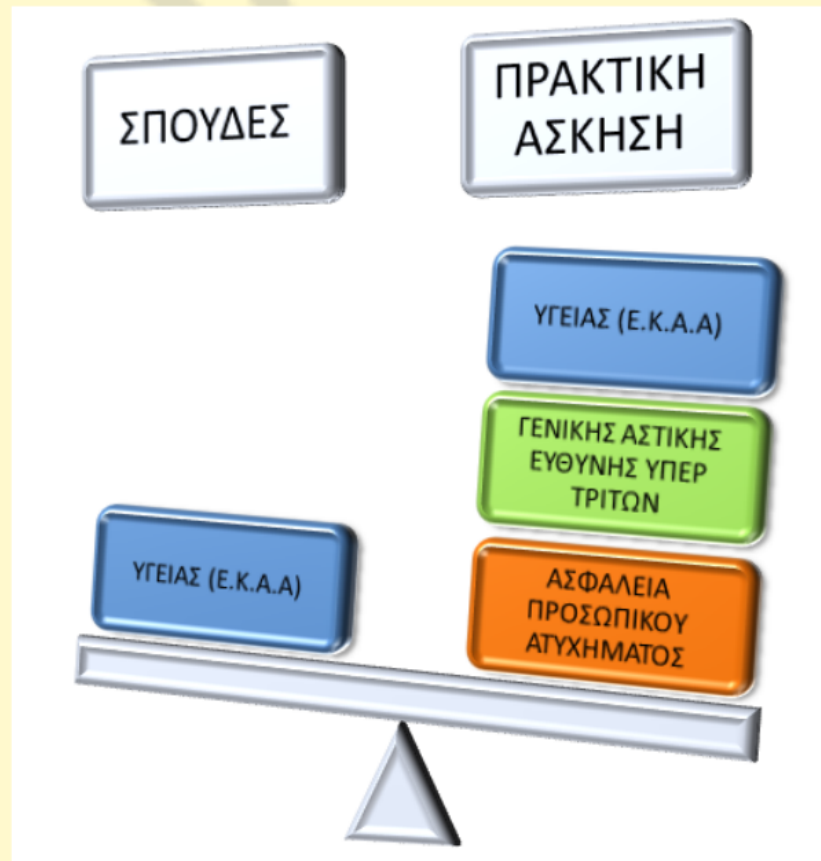 ΣΠΟΥΔΕΣ
ΠΡΑΚΤΙΚΗ
ΑΣΚΗΣΗ
ΥΓΕΙΑΣ (Ε.Κ.Α.Α)
ΥΓΕΙΑΣ (Ε.Κ.Α.Α)
ΓΕΝΙΚΗΣ ΑΣΤΙΚΗΣ
ΕΥΘΥΝΗΣ ΥΠΕΡ
ΤΡΙΤΩΝ
ΑΣΦΑΛΕΙΑ
ΠΡΟΣΩΠΙΚΟΥ
ΑΤΥΧΗΜΑΤΟΣ